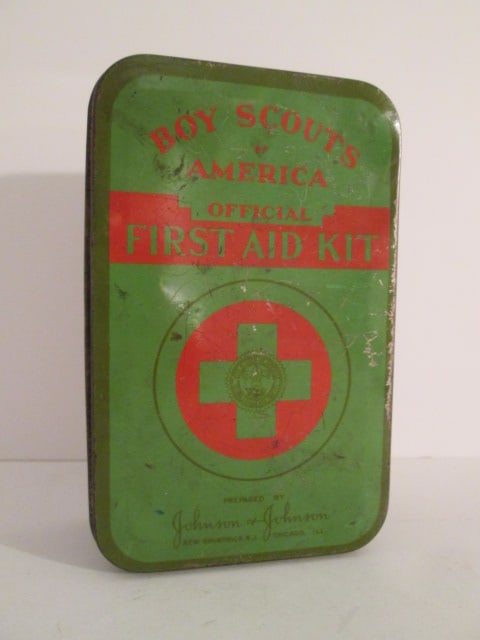 BOY SCOUTS
OF
AMERICA
OFFICIAL
FIRST AID KIT
PREPARED BY
Johnson & Johnson
NEW BRUNSWICK, N.J. CHICAGO, ILL.